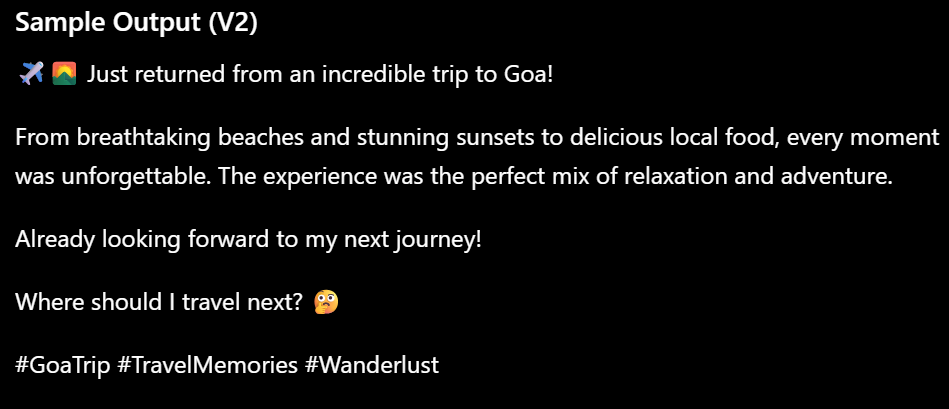 Sample Output (V2)
✈️🌄 Just returned from an incredible trip to Goa!
From breathtaking beaches and stunning sunsets to delicious local food, every moment
was unforgettable. The experience was the perfect mix of relaxation and adventure.
Already looking forward to my next journey!
Where should I travel next? 🤔
#GoaTrip #TravelMemories #Wanderlust